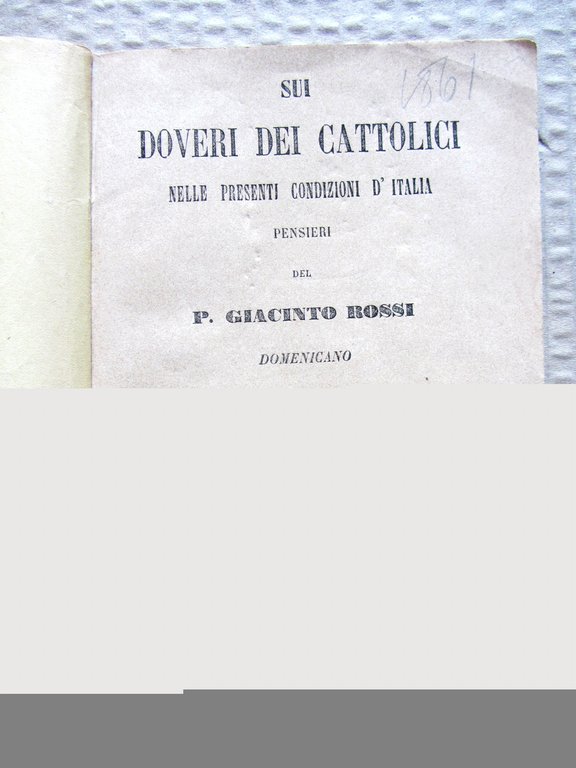 1861
SUI
DOVERI DEI CATTOLICI
NELLE PRESENTI CONDIZIONI D'ITALIA
PENSIERI
DEL
P. GIACINTO ROSSI
DOMENICANO